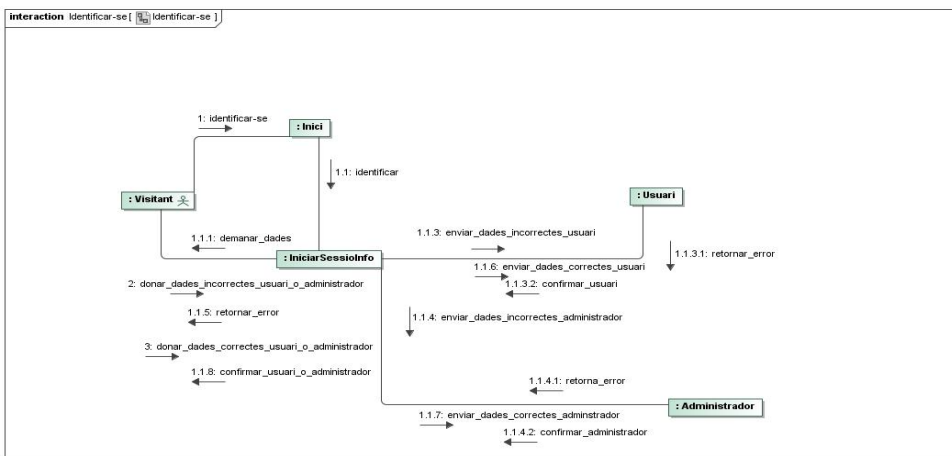 interaction Identificar-se [ Identificar-se ]
1: identificar-se
: Inici
1.1: identificar
: Visitant
: Usuari
1.1.3: enviar_dades_incorrectes_usuari
1.1.1: demanar_dades
1.1.3.1: retornar_error
: IniciarSessioInfo
1.1.6: enviar_dades_correctes_usuari
2: donar_dades_incorrectes_usuari_o_administrador
1.1.3.2: confirmar_usuari
1.1.5: retornar_error
1.1.4: enviar_dades_incorrectes_administrador
3: donar_dades_correctes_usuari_o_administrador
1.1.8: confirmar_usuari_o_administrador
1.1.4.1: retorna_error
: Administrador
1.1.7: enviar_dades_correctes_adminstrador
1.1.4.2: confirmar_administrador